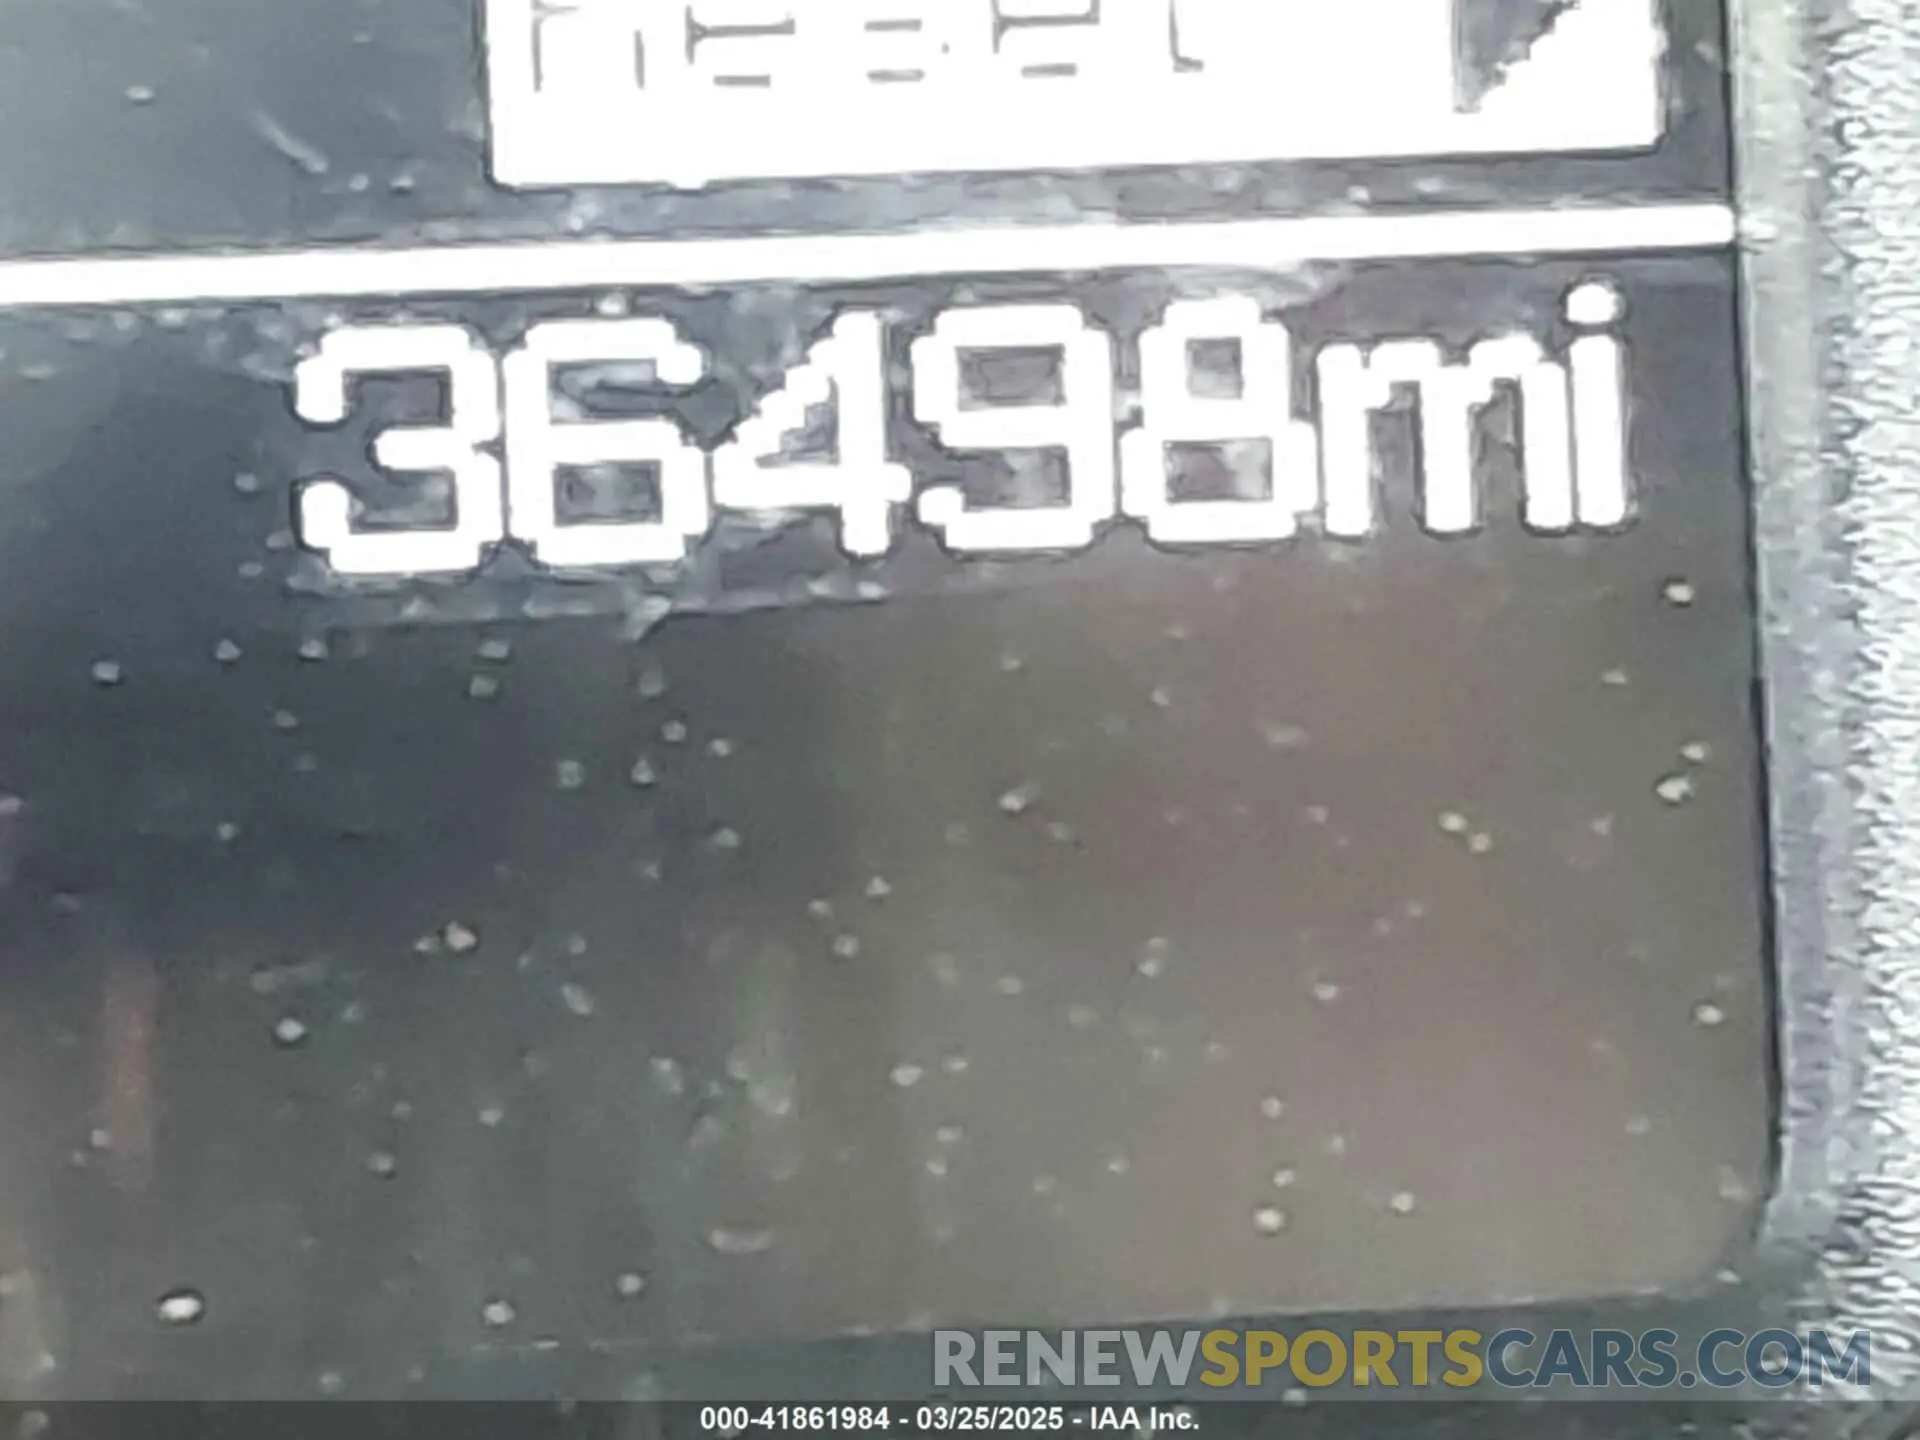 36498mi
RENEWSPORTSCARS.COM
000-41861984 - 03/25/2025 - IAA Inc.